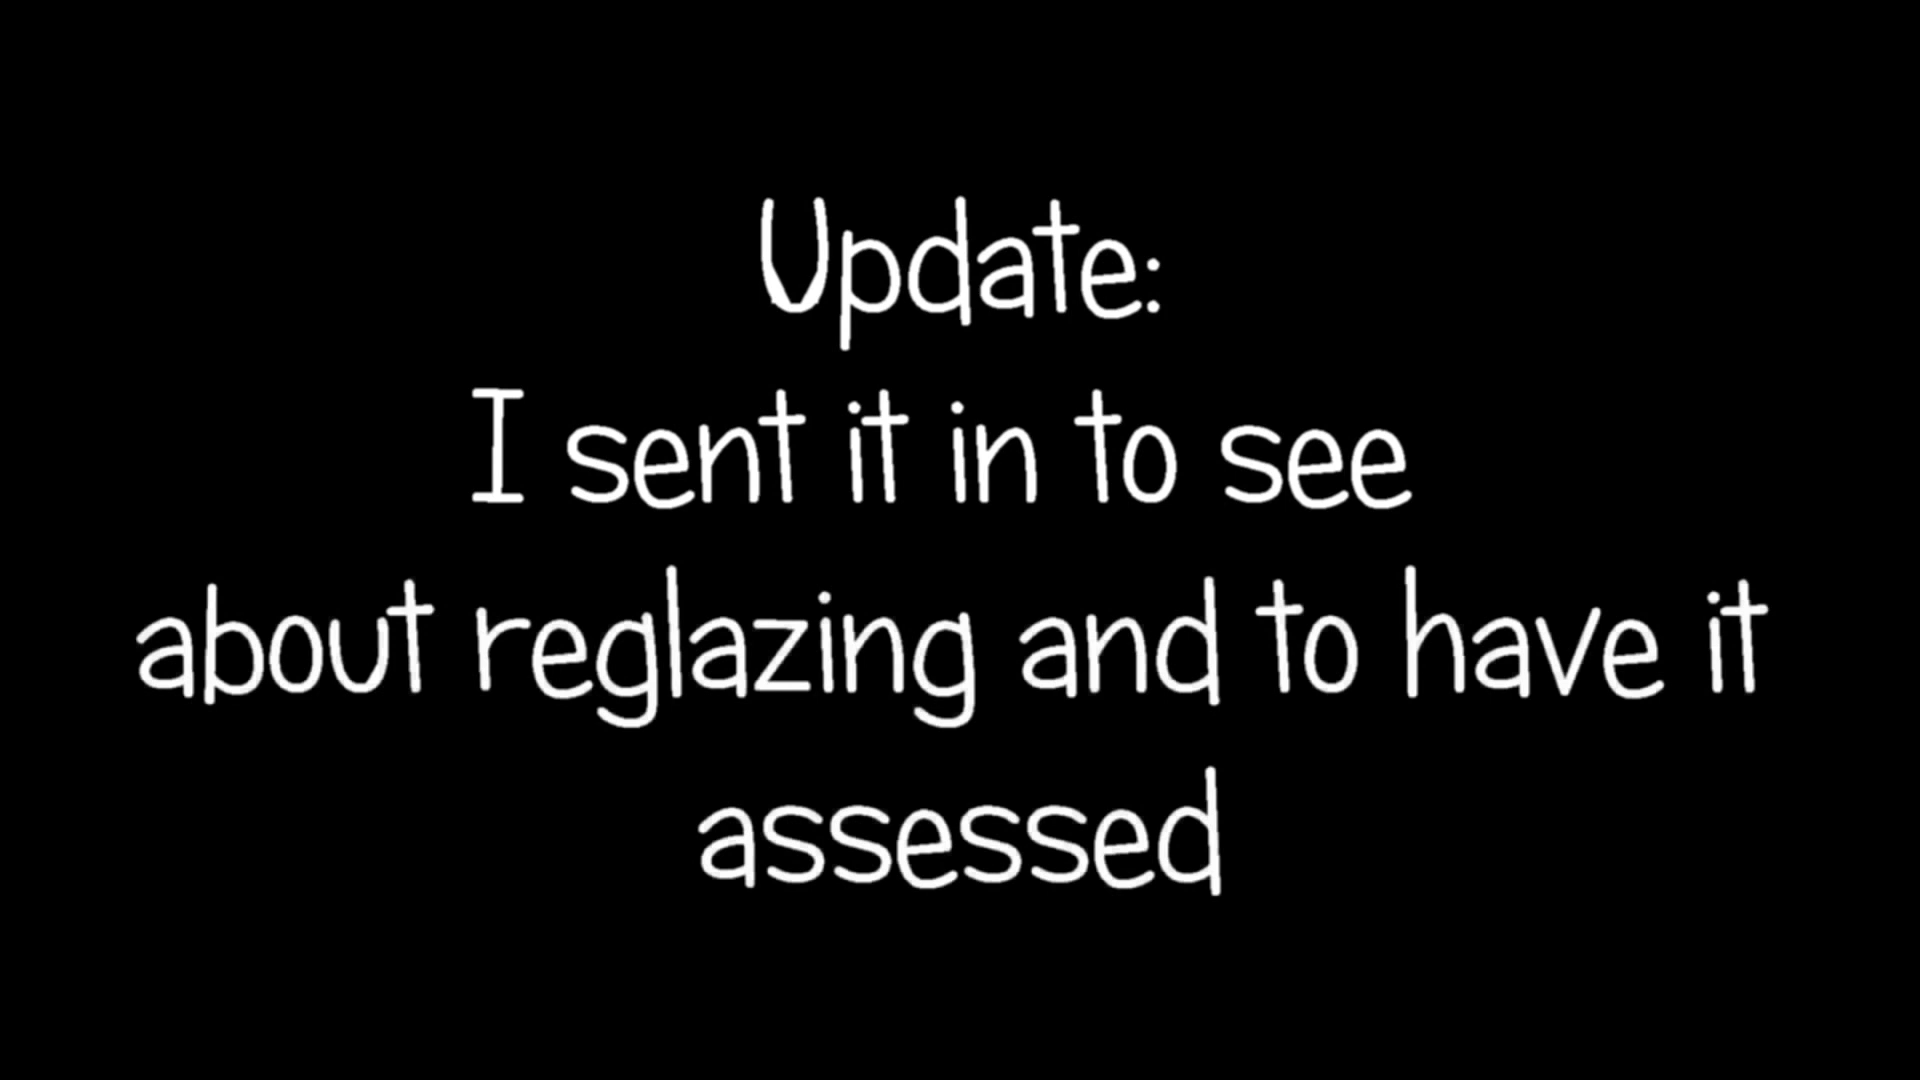 Update:
I sent it in to see
about reglazing and to have it
assessed